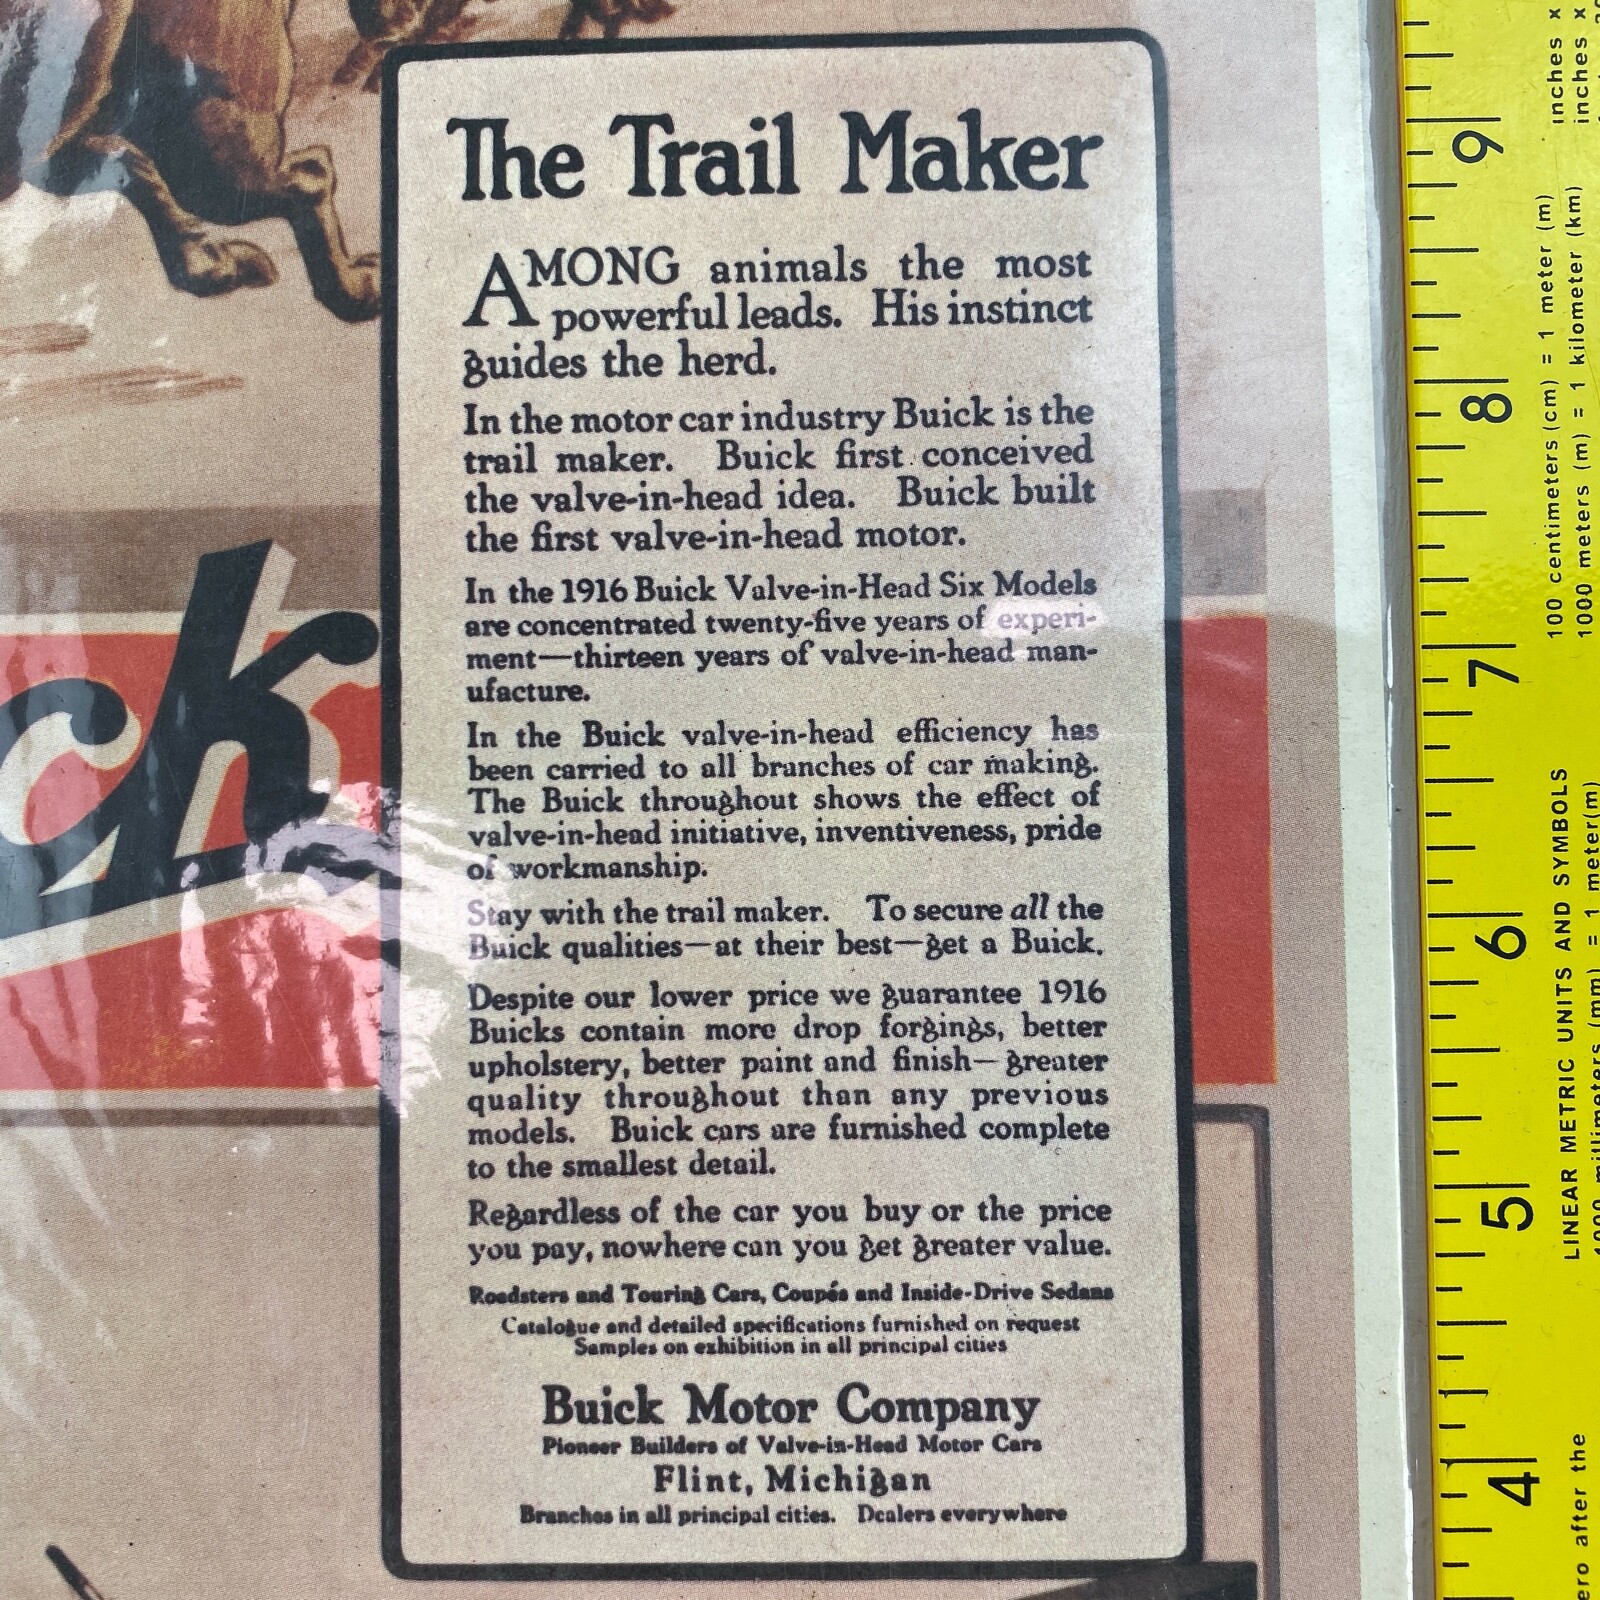 The Trail Maker
AMONG animals the most
powerful leads. His instinct
guides the herd.
In the motor car industry Buick is the
trail maker. Buick first conceived
the valve-in-head idea. Buick built
the first valve-in-head motor.
In the 1916 Buick Valve-in-Head Six Models
are concentrated twenty-five years of experi-
ment—thirteen years of valve-in-head man-
ufacture.
In the Buick valve-in-head efficiency has
been carried to all branches of car making.
The Buick throughout shows the effect of
valve-in-head initiative, inventiveness, pride
of workmanship.
Stay with the trail maker. To secure all the
Buick qualities—at their best—get a Buick.
Despite our lower price we guarantee 1916
Buicks contain more drop forgings, better
upholstery, better paint and finish—greater
quality throughout than any previous
models. Buick cars are furnished complete
to the smallest detail.
Regardless of the car you buy or the price
you pay, nowhere can you get greater value.
Roadsters and Touring Cars, Coupés and Inside-Drive Sedans
Catalogue and detailed specifications furnished on request
Samples on exhibition in all principal cities
Buick Motor Company
Pioneer Builders of Valve-in-Head Motor Cars
Flint, Michigan
Branches in all principal cities. Dealers everywhere
ck
9
8
7
6
5
4
inches x
inches x
100 centimeters (cm) = 1 meter (m)
1000 meters (m) = 1 kilometer (km)
LINEAR METRIC UNITS AND SYMBOLS
millimeters (mm) = 1 meter(m)
after the